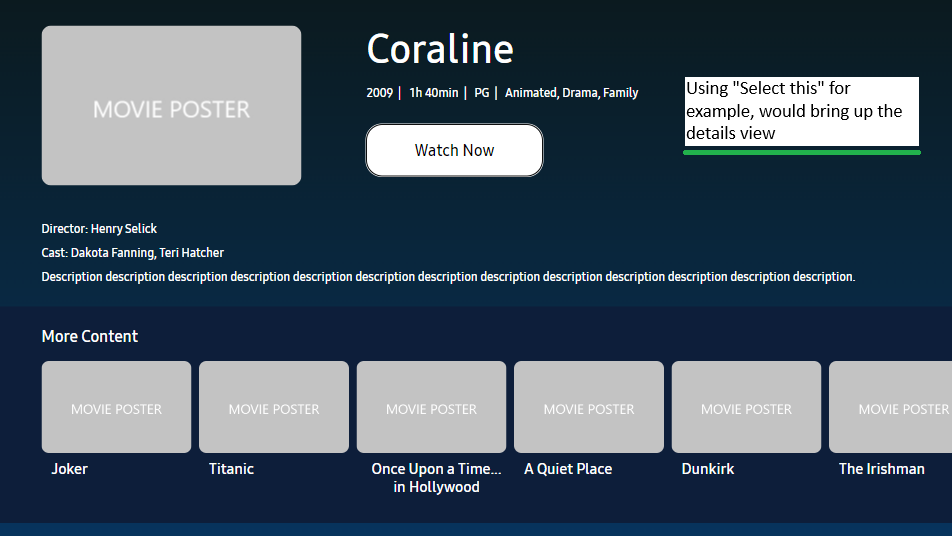 MOVIE POSTER
Coraline
2009 | 1h 40min | PG | Animated, Drama, Family
Watch Now
Using "Select this" for
example, would bring up the
details view
Director: Henry Selick
Cast: Dakota Fanning, Teri Hatcher
Description description description description description description description description description description description description description.
More Content
MOVIE POSTER
MOVIE POSTER
MOVIE POSTER
MOVIE POSTER
MOVIE POSTER
MOVIE POSTER
Joker
Titanic
Once Upon a Time...
in Hollywood
A Quiet Place
Dunkirk
The Irishman